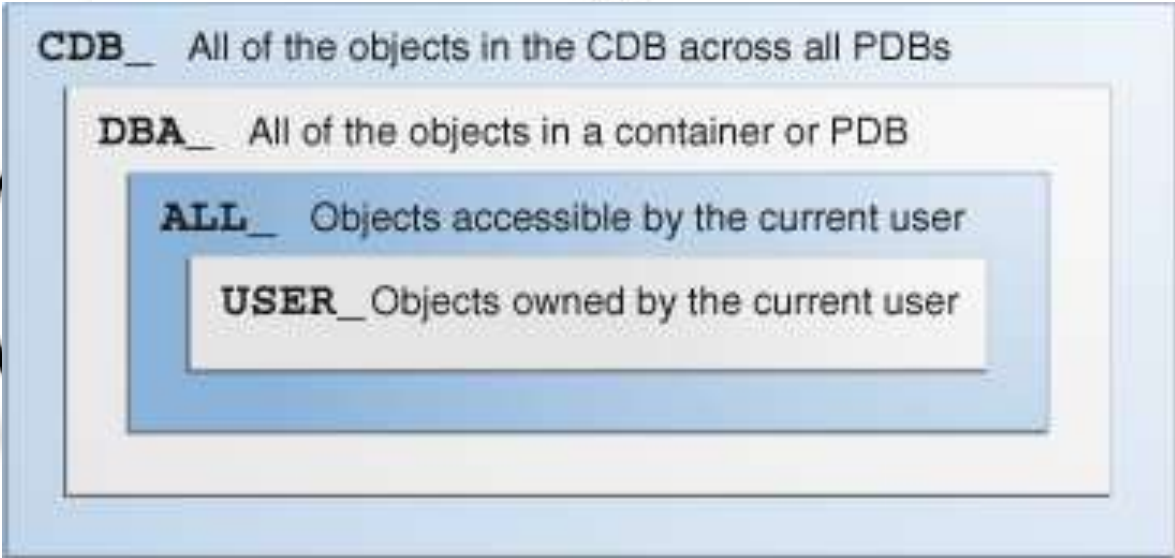 CDB_ All of the objects in the CDB across all PDBs
DBA_ All of the objects in a container or PDB
ALL_ Objects accessible by the current user
USER_ Objects owned by the current user